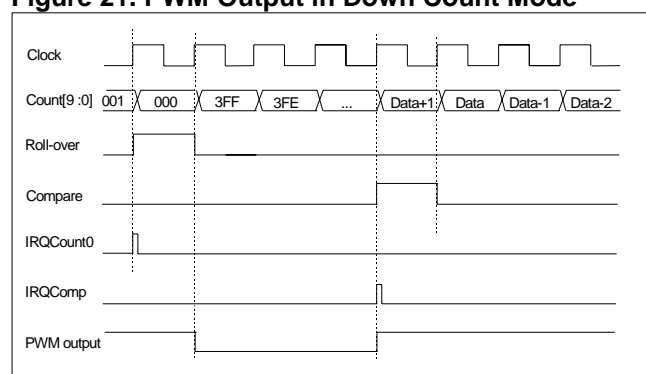 Figure 21. PWM Output in Down Count Mode
Clock
Count[9 :0] 001 000 3FF 3FE ... Data+1 Data Data-1 Data-2
Roll-over
Compare
IRQCount0
IRQComp
PWM output